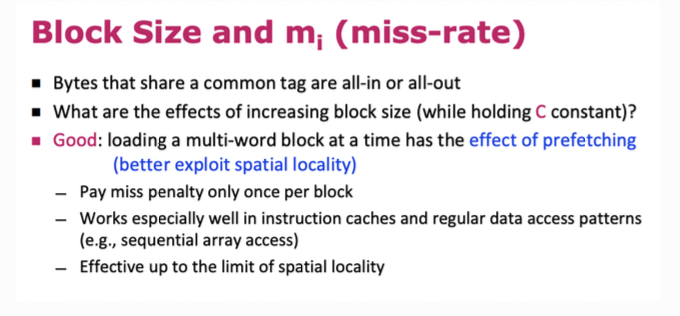 Block Size and mᵢ (miss-rate)
▪ Bytes that share a common tag are all-in or all-out
▪ What are the effects of increasing block size (while holding C constant)?
▪ Good: loading a multi-word block at a time has the effect of prefetching
(better exploit spatial locality)
– Pay miss penalty only once per block
– Works especially well in instruction caches and regular data access patterns
(e.g., sequential array access)
– Effective up to the limit of spatial locality